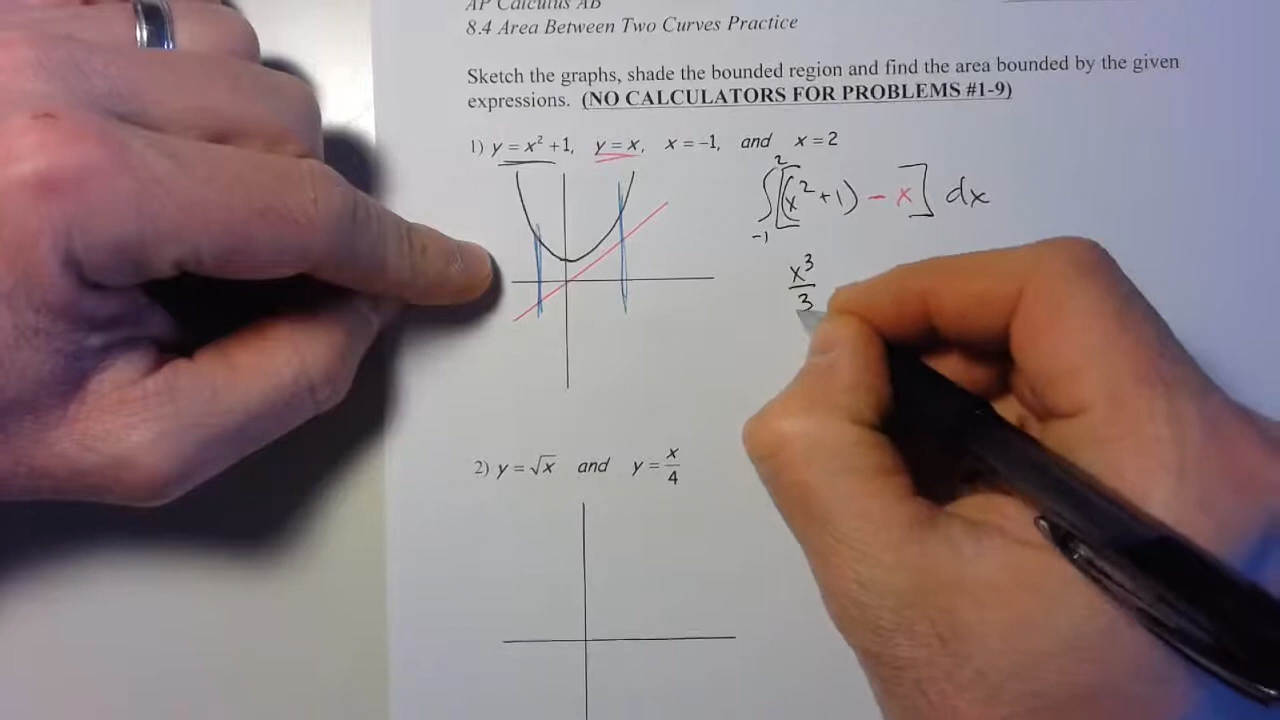 AP Calculus AB
8.4 Area Between Two Curves Practice
Sketch the graphs, shade the bounded region and find the area bounded by the given
expressions. (NO CALCULATORS FOR PROBLEMS #1-9)
1) y = x² + 1, y = x, x = −1, and x = 2
∫₋₁² [(x² + 1) − x] dx
x³/3
2) y = √x and y = x/4